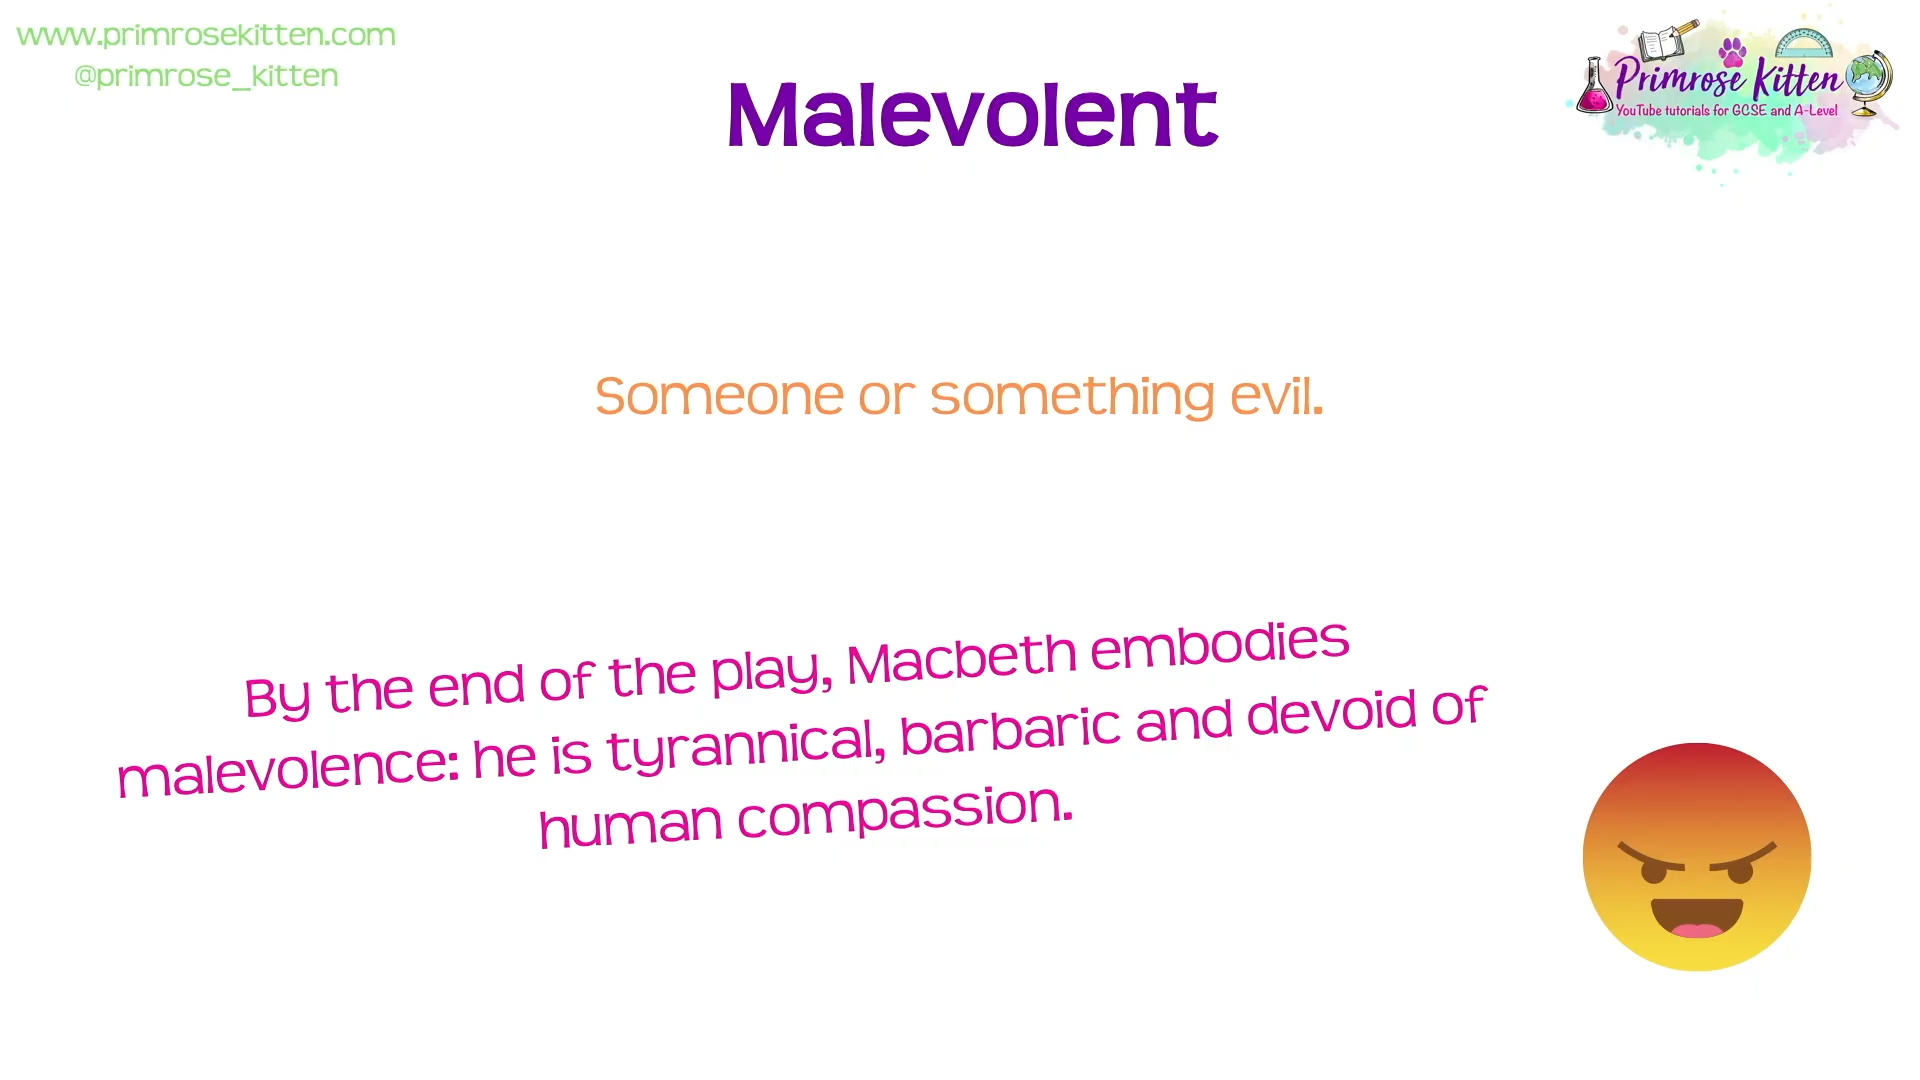 www.primrosekitten.com
@primrose_kitten
Malevolent
Primrose Kitten
YouTube tutorials for GCSE and A-Level
Someone or something evil.
By the end of the play, Macbeth embodies
malevolence: he is tyrannical, barbaric and devoid of
human compassion.